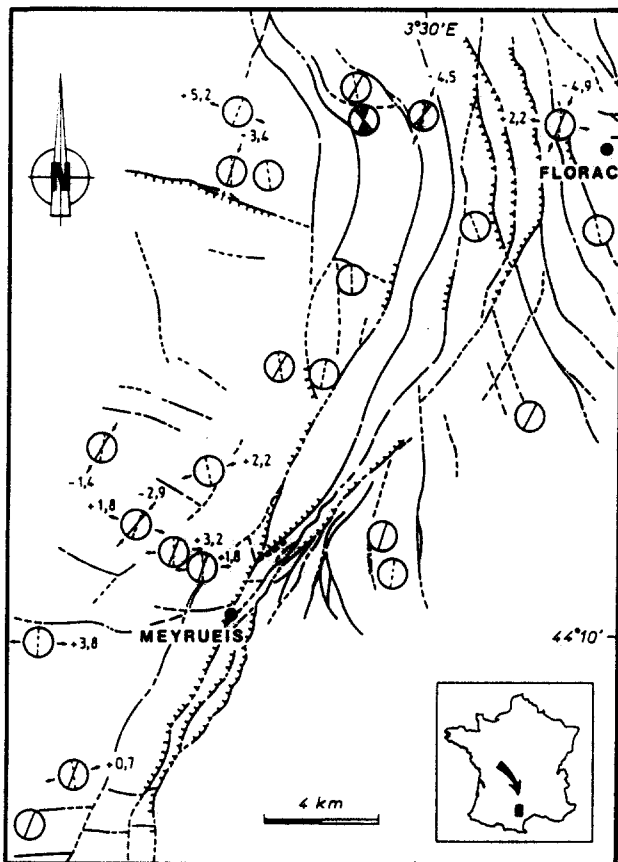 3°30'E
- 4,5
- 4,9
+ 5,2
- 3,4
2,2
N
FLORAC
- 1,4
+ 2,2
- 2,9
+ 1,8
+ 3,2
+ 1,8
MEYRUEIS
44°10'
+ 3,8
+ 0,7
4 km